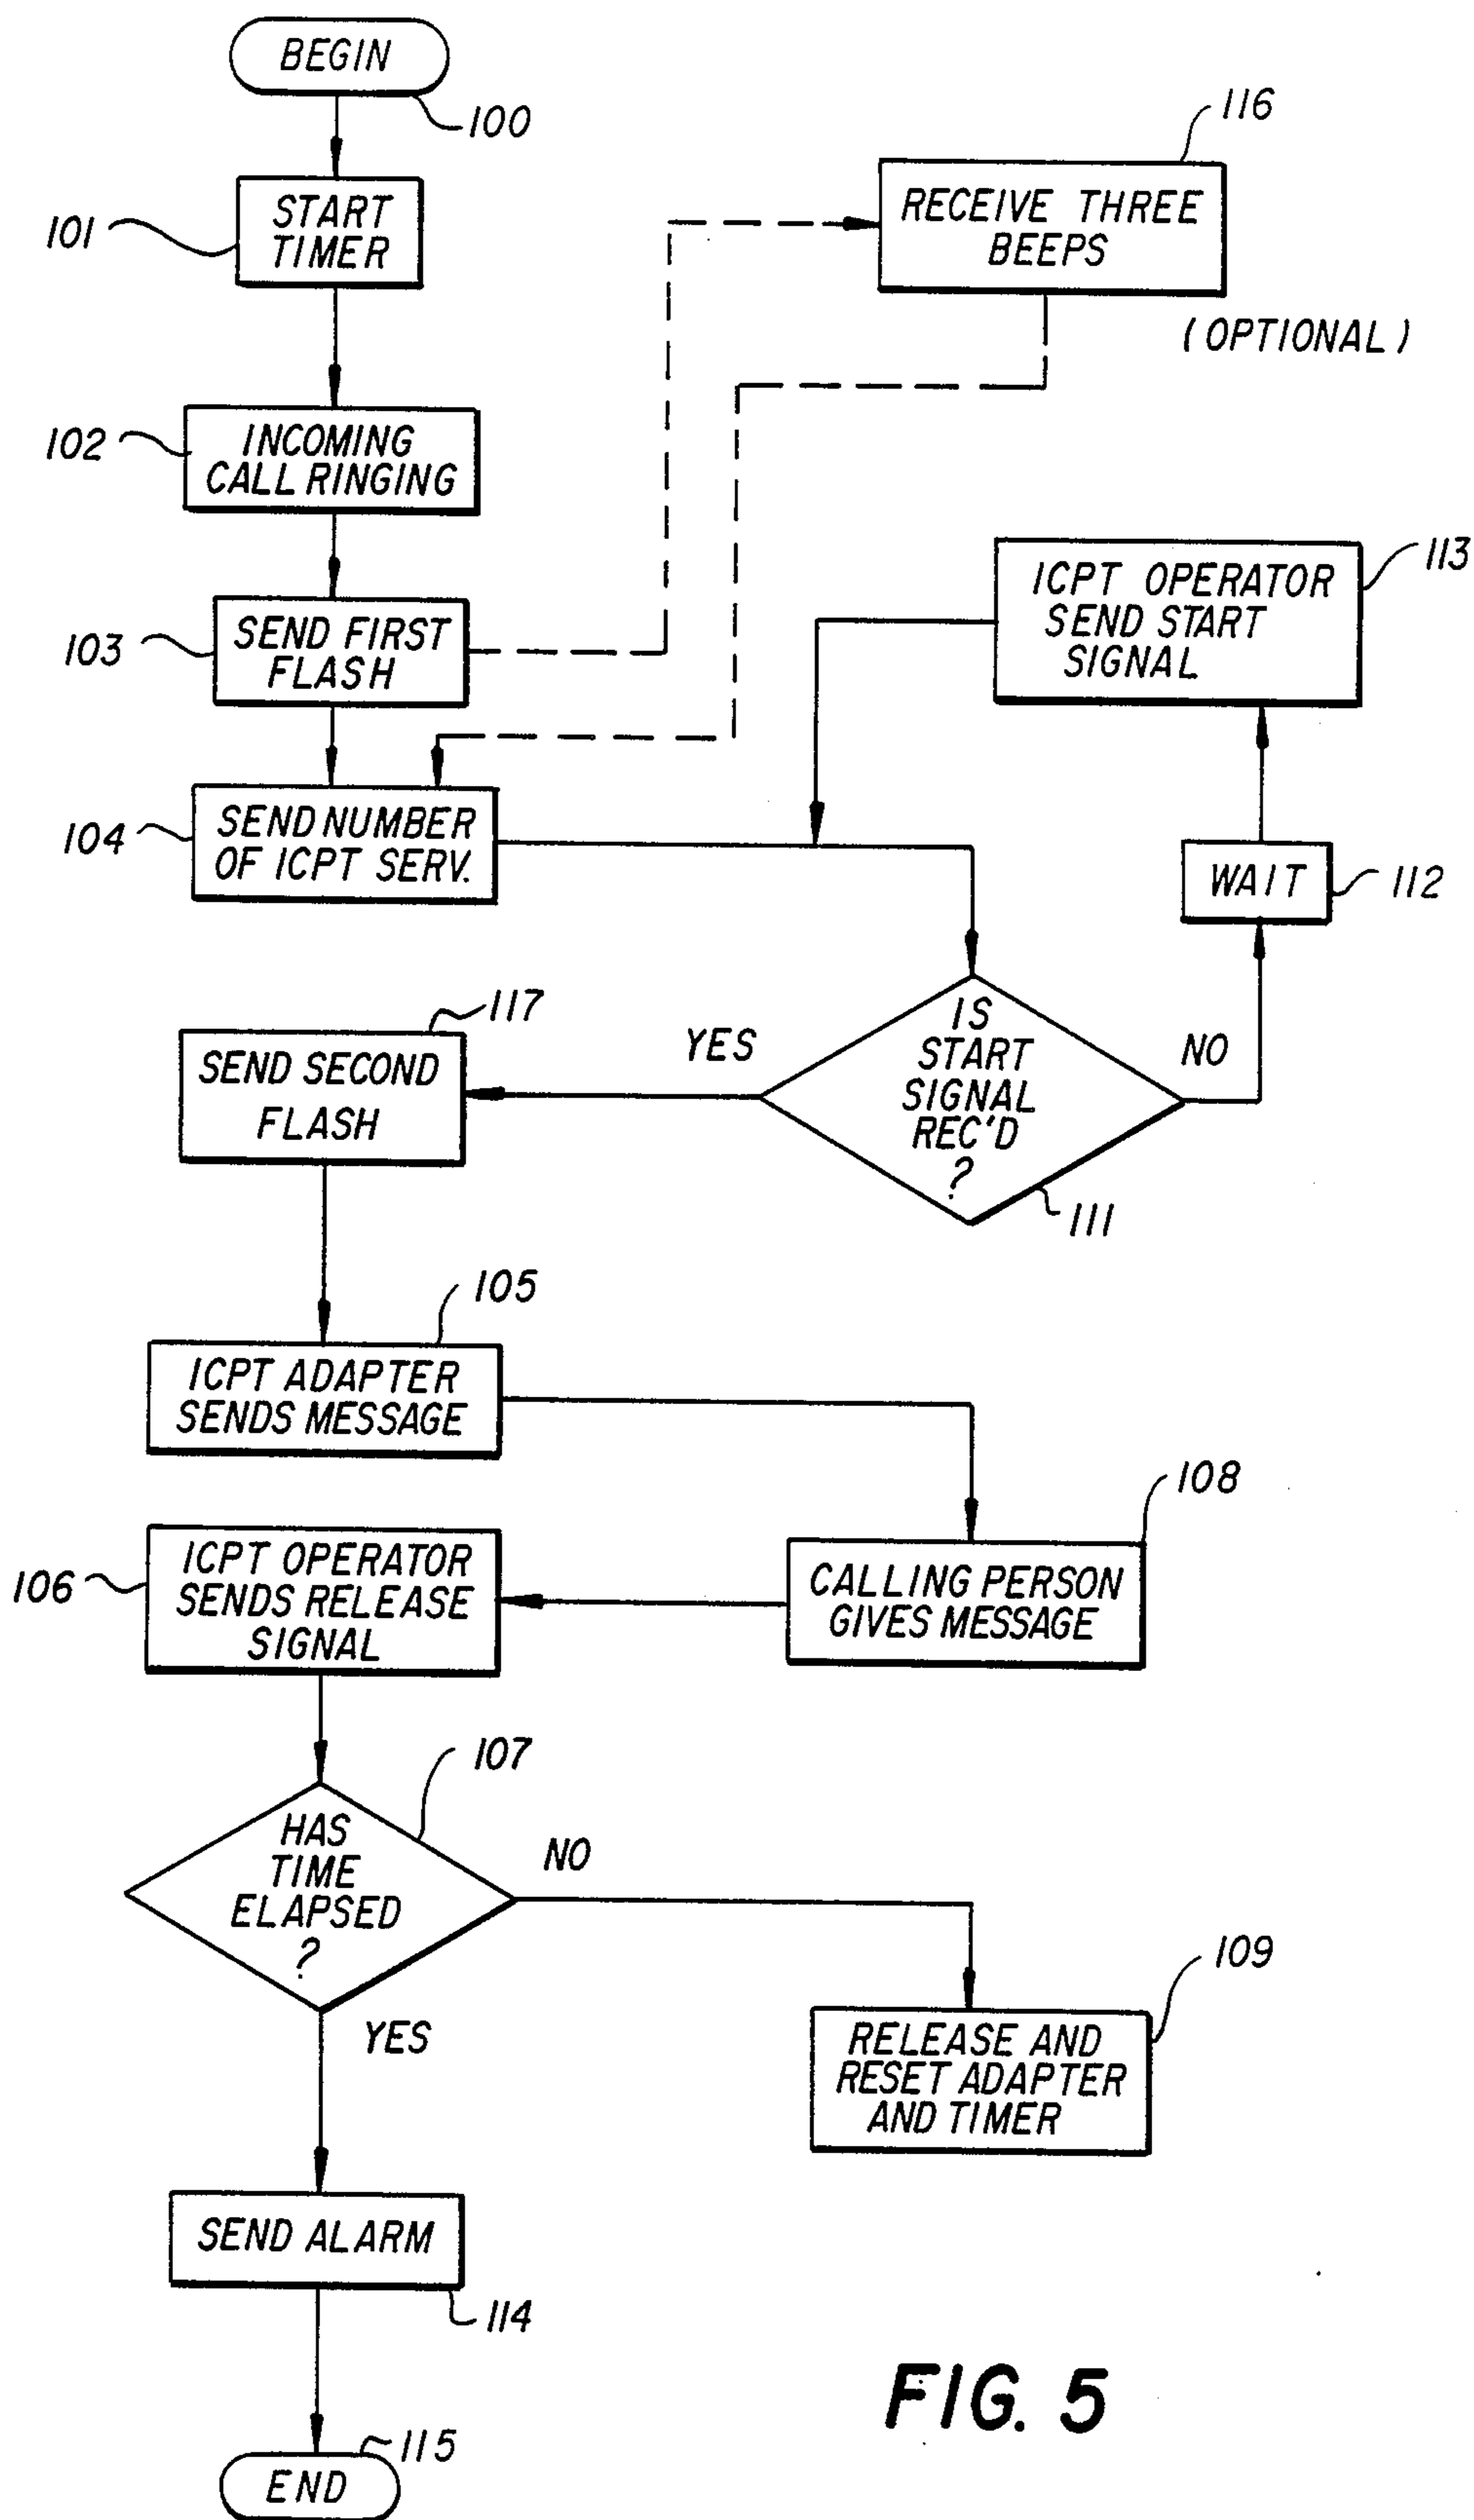 BEGIN
100
START
TIMER
101
116
RECEIVE THREE
BEEPS
(OPTIONAL)
INCOMING
CALL RINGING
102
SEND FIRST
FLASH
103
113
ICPT OPERATOR
SEND START
SIGNAL
SEND NUMBER
OF ICPT SERV.
104
WAIT
112
117
SEND SECOND
FLASH
YES
IS
START
SIGNAL
REC'D
?
NO
111
105
ICPT ADAPTER
SENDS MESSAGE
108
CALLING PERSON
GIVES MESSAGE
106
ICPT OPERATOR
SENDS RELEASE
SIGNAL
107
HAS
TIME
ELAPSED
?
NO
YES
109
RELEASE AND
RESET ADAPTER
AND TIMER
SEND ALARM
114
115
END
FIG. 5